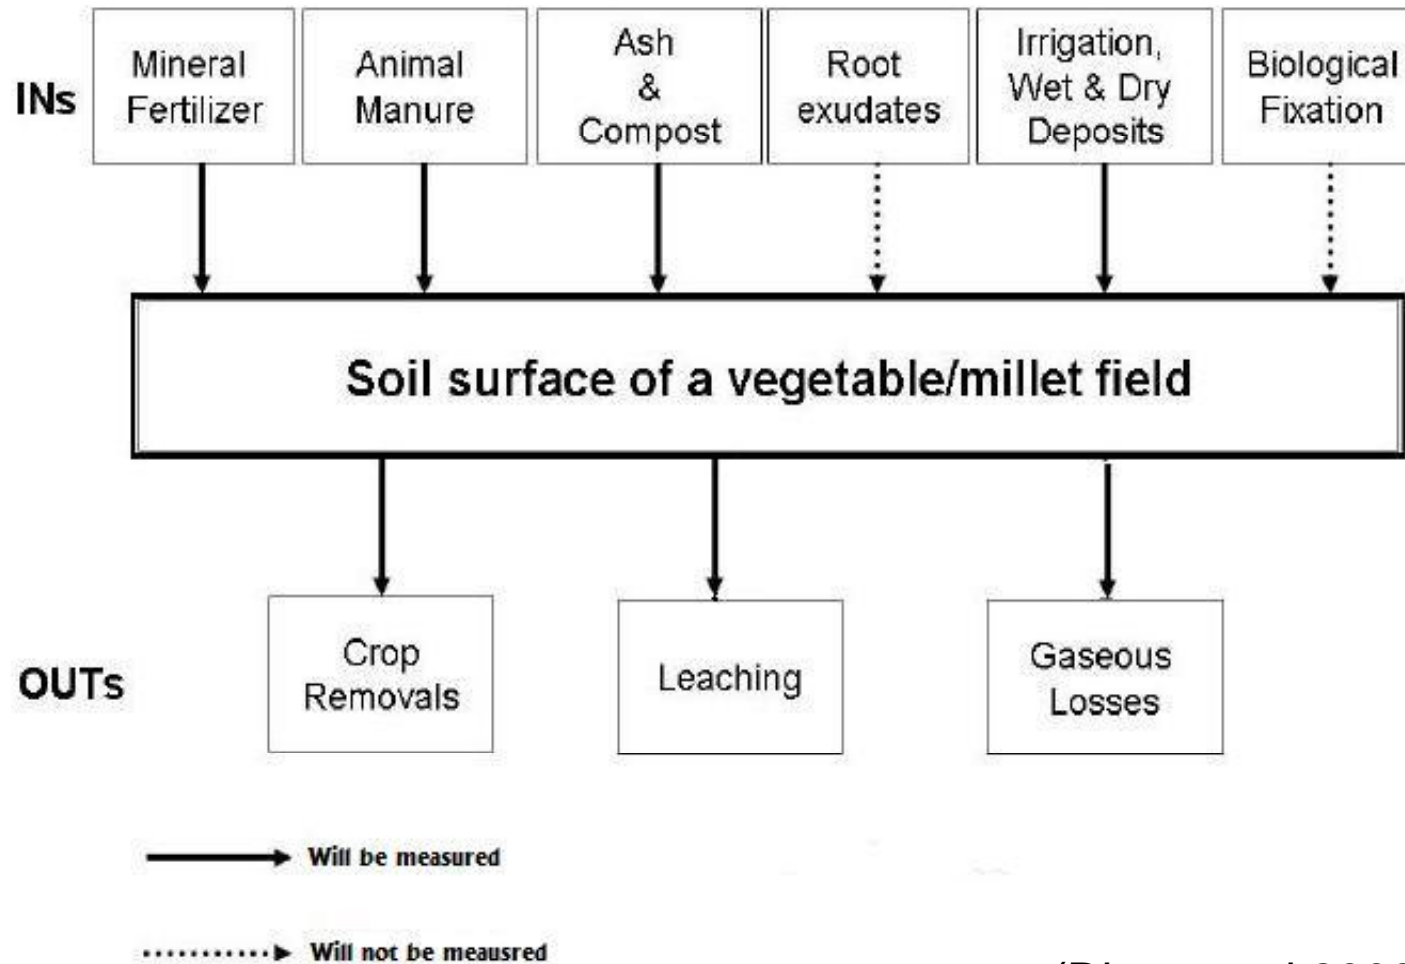 INs
Mineral
Fertilizer
Animal
Manure
Ash
&
Compost
Root
exudates
Irrigation,
Wet & Dry
Deposits
Biological
Fixation
Soil surface of a vegetable/millet field
OUTs
Crop
Removals
Leaching
Gaseous
Losses
Will be measured
Will not be meausred